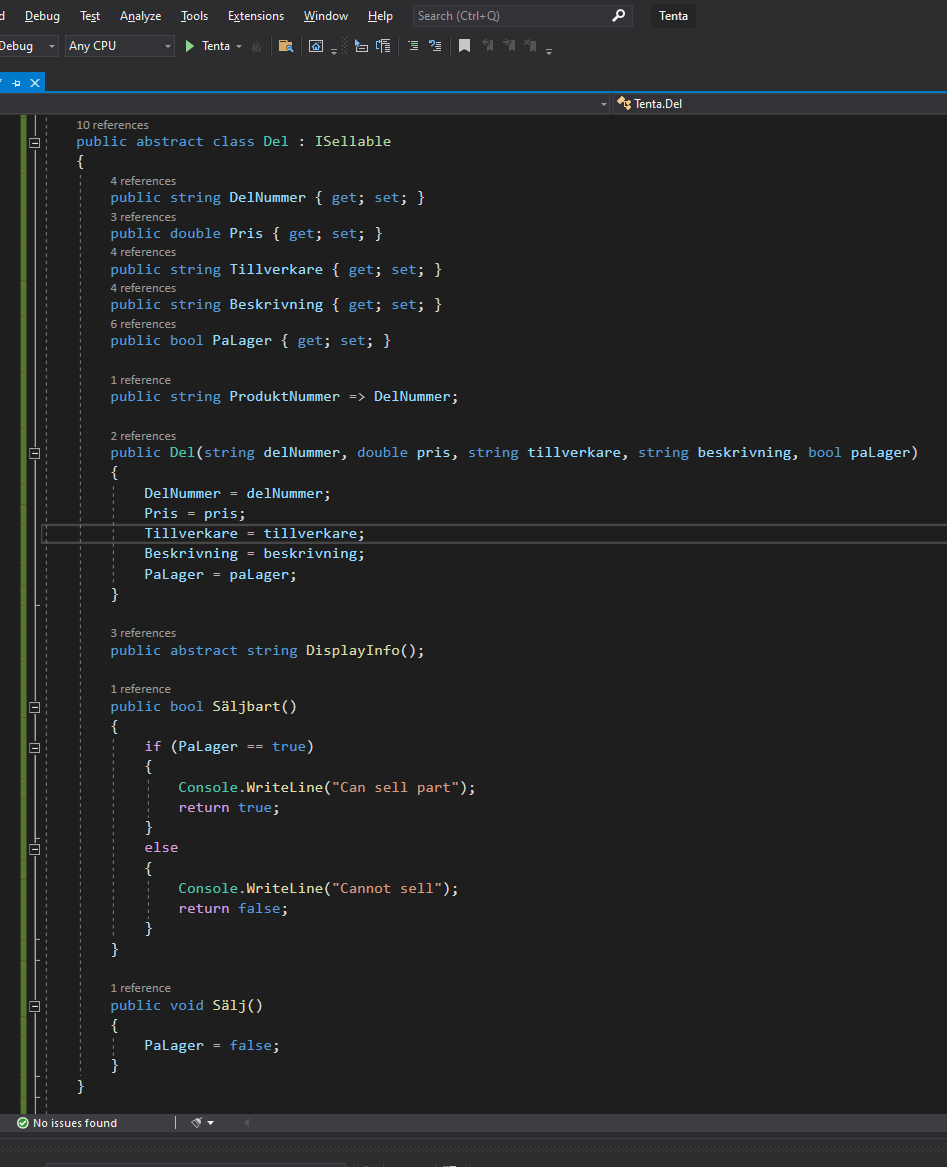 Debug Test Analyze Tools Extensions Window Help Search (Ctrl+Q) Tenta
Debug Any CPU Tenta
Tenta.Del
10 references
public abstract class Del : ISellable
{
4 references
public string DelNummer { get; set; }
3 references
public double Pris { get; set; }
4 references
public string Tillverkare { get; set; }
4 references
public string Beskrivning { get; set; }
6 references
public bool PaLager { get; set; }
1 reference
public string ProduktNummer => DelNummer;
2 references
public Del(string delNummer, double pris, string tillverkare, string beskrivning, bool paLager)
{
DelNummer = delNummer;
Pris = pris;
Tillverkare = tillverkare;
Beskrivning = beskrivning;
PaLager = paLager;
}
3 references
public abstract string DisplayInfo();
1 reference
public bool Säljbart()
{
if (PaLager == true)
{
Console.WriteLine("Can sell part");
return true;
}
else
{
Console.WriteLine("Cannot sell");
return false;
}
}
1 reference
public void Sälj()
{
PaLager = false;
}
}
No issues found